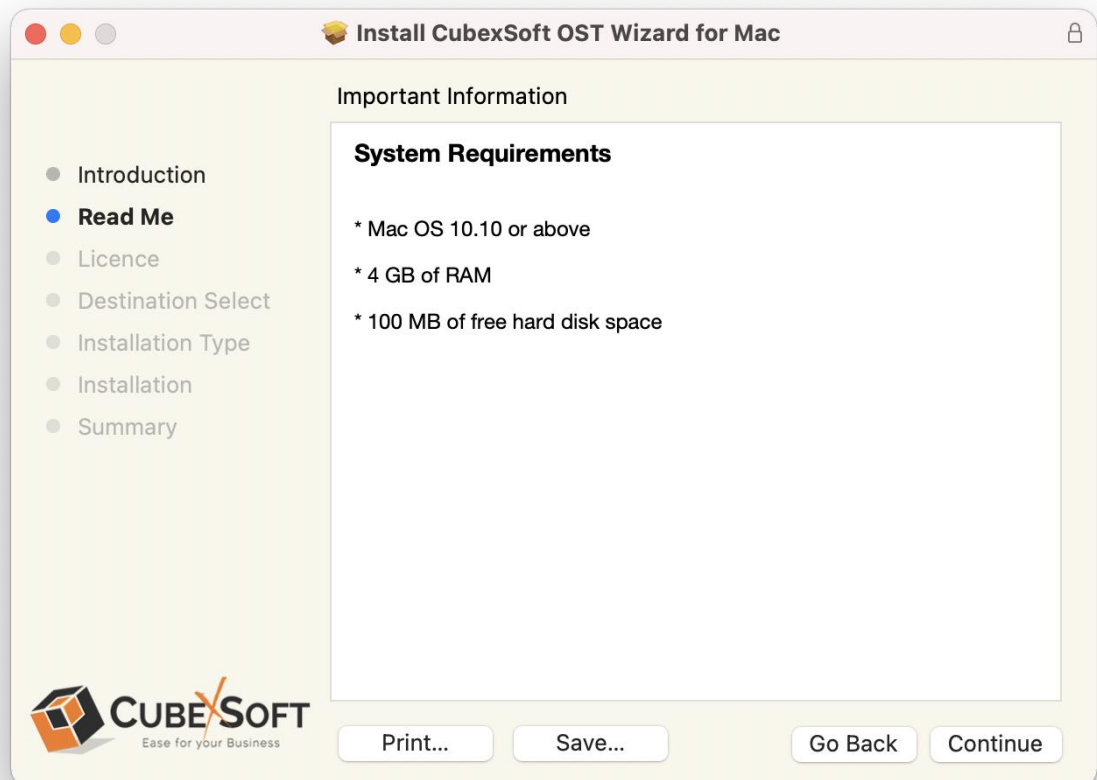 Install CubexSoft OST Wizard for Mac
Important Information
Introduction
Read Me
Licence
Destination Select
Installation Type
Installation
Summary
System Requirements
* Mac OS 10.10 or above
* 4 GB of RAM
* 100 MB of free hard disk space
CUBEXSOFT
Ease for your Business
Print...
Save...
Go Back
Continue